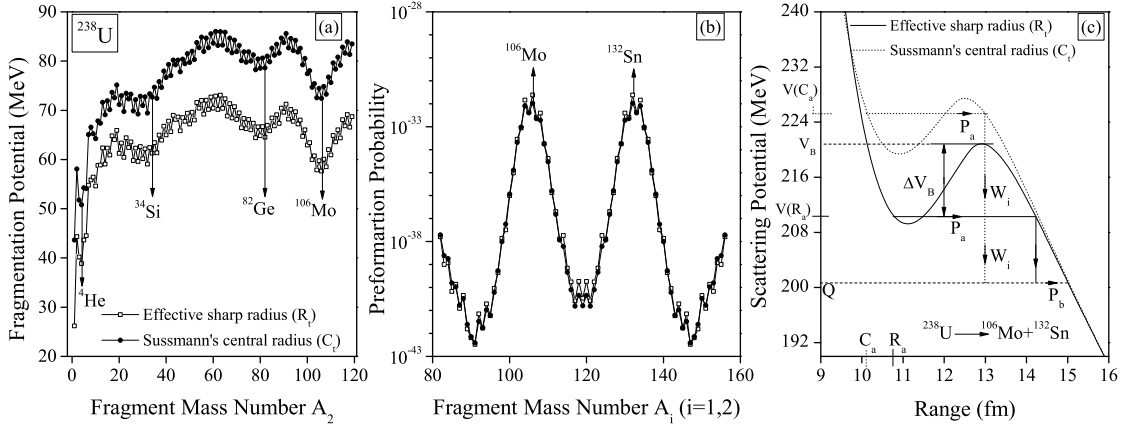 Fragmentation Potential (MeV)
90
80
70
60
50
40
30
20
0 20 40 60 80 100 120
Fragment Mass Number A₂
²³⁸U
(a)
³⁴Si
⁸²Ge
¹⁰⁶Mo
⁴He
Effective sharp radius (Rₜ)
Sussmann's central radius (Cₜ)
Preformartion Probability
10⁻²⁸
10⁻³³
10⁻³⁸
10⁻⁴³
80 100 120 140 160
Fragment Mass Number Aᵢ (i=1,2)
(b)
¹⁰⁶Mo
¹³²Sn
Scattering Potential (MeV)
240
232
V(Cₐ)
224
V_B
216
V(Rₐ)
208
200
Q
192
9 10 11 12 13 14 15 16
Range (fm)
Effective sharp radius (Rₜ)
(c)
Sussmann's central radius (Cₜ)
Pₐ
ΔV_B
Wᵢ
Pₐ
Wᵢ
P_b
²³⁸U → ¹⁰⁶Mo+¹³²Sn
Cₐ Rₐ